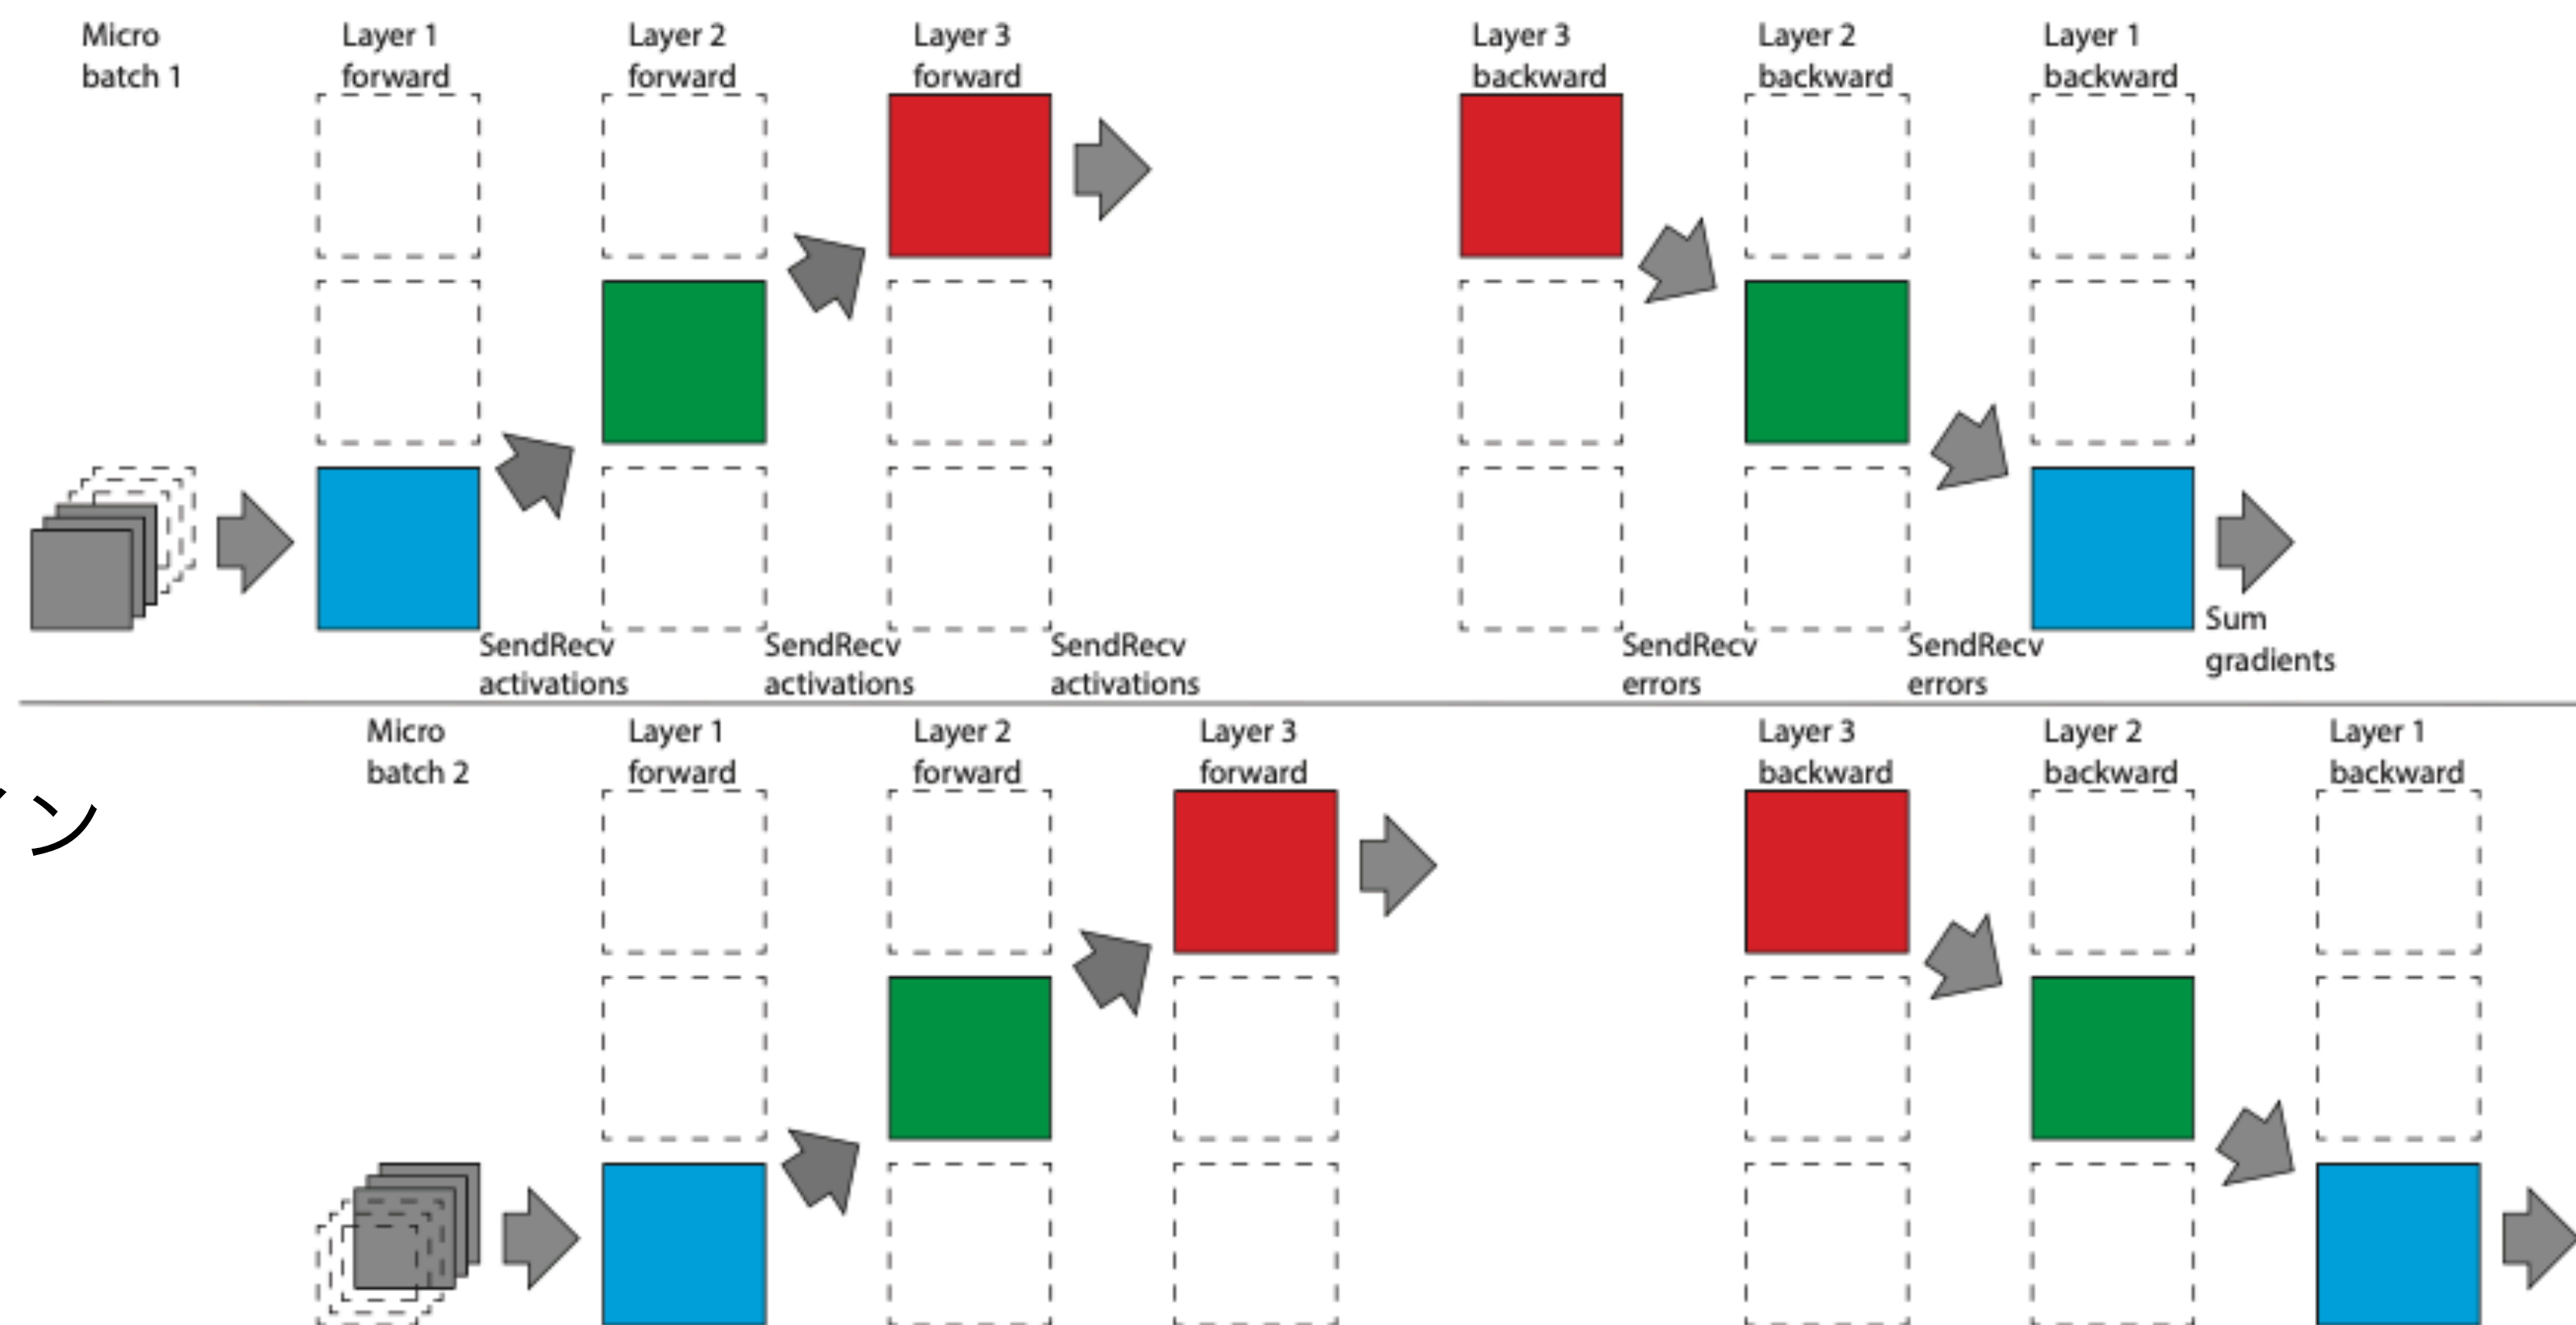 Micro
batch 1
Layer 1
forward
Layer 2
forward
Layer 3
forward
Layer 3
backward
Layer 2
backward
Layer 1
backward
SendRecv
activations
SendRecv
activations
SendRecv
activations
SendRecv
errors
SendRecv
errors
Sum
gradients
Micro
batch 2
Layer 1
forward
Layer 2
forward
Layer 3
forward
Layer 3
backward
Layer 2
backward
Layer 1
backward
ン